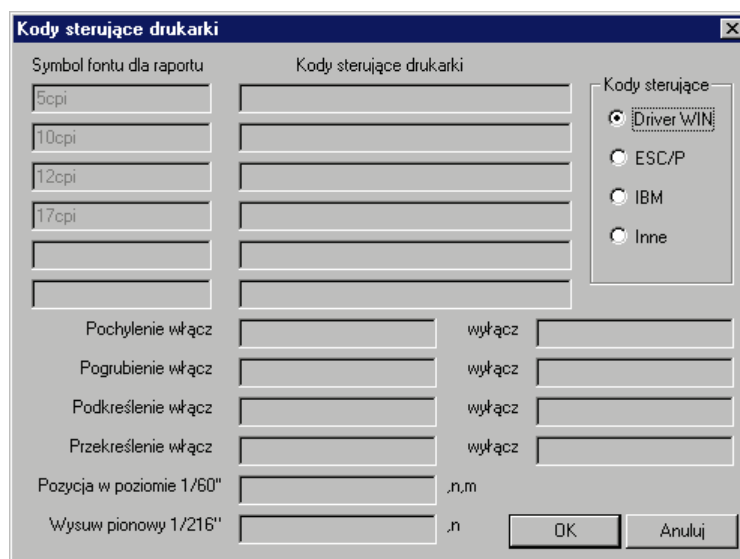 Kody sterujące drukarki
Symbol fontu dla raportu Kody sterujące drukarki
Kody sterujące
5cpi
Driver WIN
10cpi
ESC/P
12cpi
IBM
17cpi
Inne
Pochylenie włącz wyłącz
Pogrubienie włącz wyłącz
Podkreślenie włącz wyłącz
Przekreślenie włącz wyłącz
Pozycja w poziomie 1/60" ,n,m
Wysuw pionowy 1/216" ,n
OK Anuluj